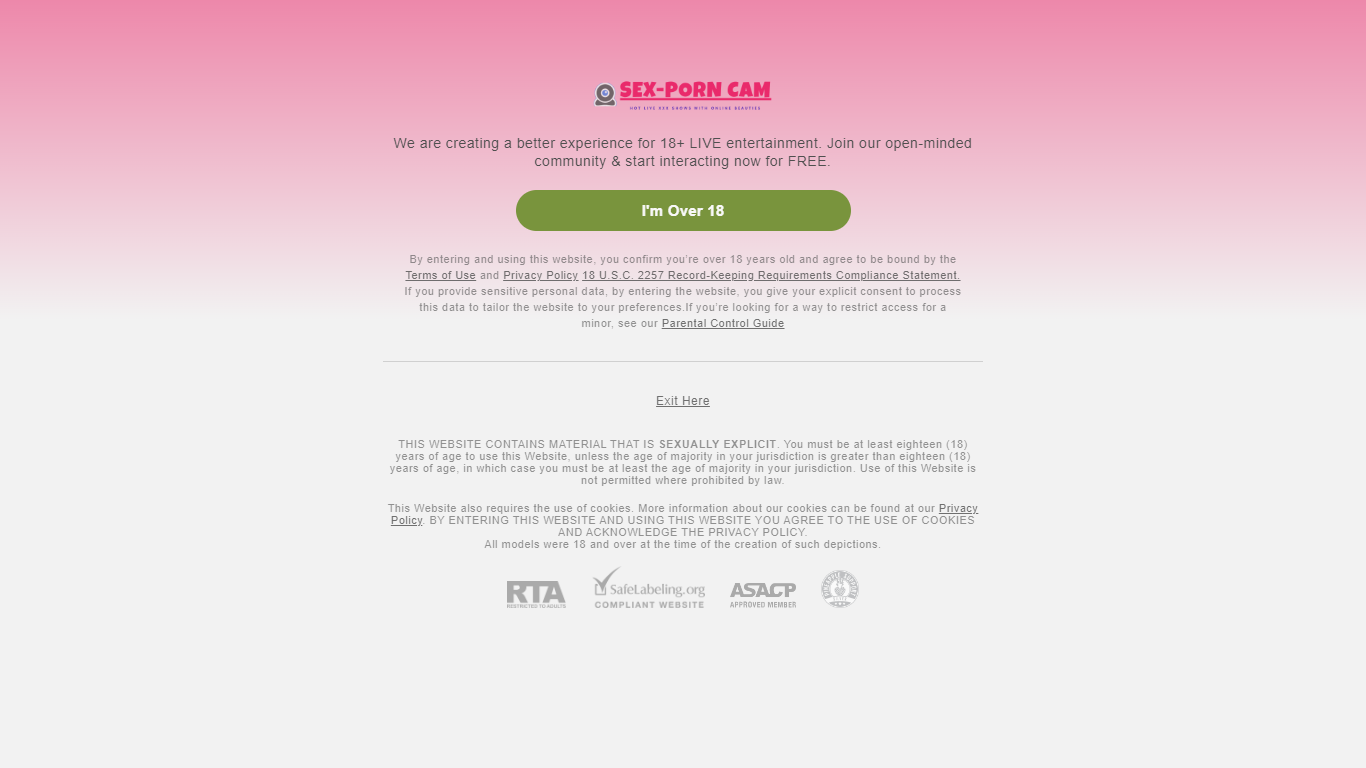 SEX-PORN CAM
HOT LIVE SEX SHOWS WITH ONLINE BEAUTIES
We are creating a better experience for 18+ LIVE entertainment. Join our open-minded
community & start interacting now for FREE.
I'm Over 18
By entering and using this website, you confirm you're over 18 years old and agree to be bound by the
Terms of Use and Privacy Policy 18 U.S.C. 2257 Record-Keeping Requirements Compliance Statement.
If you provide sensitive personal data, by entering the website, you give your explicit consent to process
this data to tailor the website to your preferences.If you're looking for a way to restrict access for a
minor, see our Parental Control Guide
Exit Here
THIS WEBSITE CONTAINS MATERIAL THAT IS SEXUALLY EXPLICIT. You must be at least eighteen (18)
years of age to use this Website, unless the age of majority in your jurisdiction is greater than eighteen (18)
years of age, in which case you must be at least the age of majority in your jurisdiction. Use of this Website is
not permitted where prohibited by law.
This Website also requires the use of cookies. More information about our cookies can be found at our Privacy
Policy. BY ENTERING THIS WEBSITE AND USING THIS WEBSITE YOU AGREE TO THE USE OF COOKIES
AND ACKNOWLEDGE THE PRIVACY POLICY.
All models were 18 and over at the time of the creation of such depictions.
RTA
RESTRICTED TO ADULTS
SafeLabeling.org
COMPLIANT WEBSITE
ASACP
APPROVED MEMBER